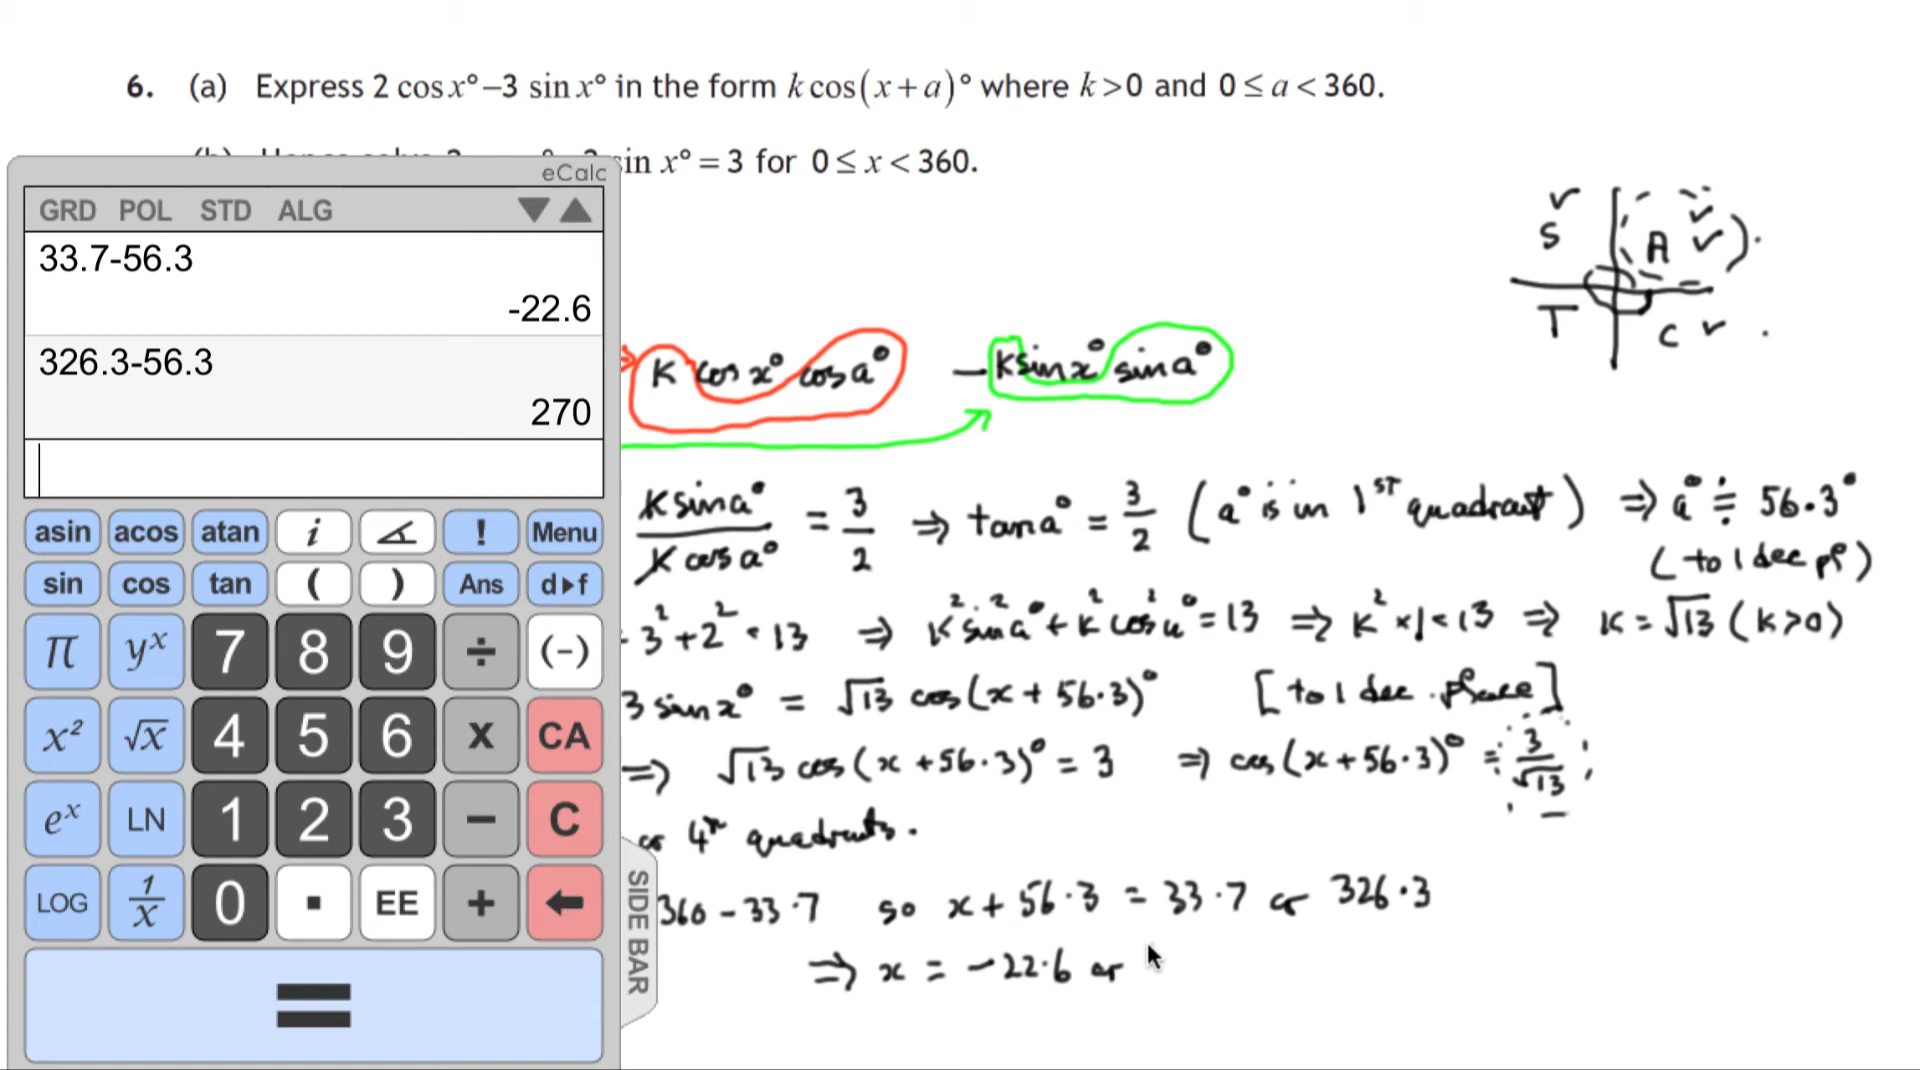 6. (a) Express 2 cos x° – 3 sin x° in the form k cos(x + a)° where k > 0 and 0 ≤ a < 360.
sin x° = 3 for 0 ≤ x < 360.
eCalc
GRD POL STD ALG
33.7-56.3
-22.6
326.3-56.3
270
asin acos atan i ∠ ! Menu
sin cos tan ( ) Ans d▸f
π yˣ 7 8 9 ÷ (-)
x² √x 4 5 6 x CA
eˣ LN 1 2 3 − C
LOG 1/x 0 . EE + ←
=
SIDE BAR
S A
T C
K cos x° cos a° – K sin x° sin a°
K sin a° / K cos a° = 3/2 ⇒ tan a° = 3/2 (a° is in 1ST quadrant) ⇒ a° ≑ 56.3°
(to 1 dec pl)
3² + 2² = 13 ⇒ K² sin² a° + K² cos² a° = 13 ⇒ K² × 1 = 13 ⇒ K = √13 (K>0)
3 sin x° = √13 cos(x + 56.3)° [to 1 dec. place]
⇒ √13 cos(x + 56.3)° = 3 ⇒ cos(x + 56.3)° = 3/√13
or 4th quadrants.
360 – 33.7 so x + 56.3 = 33.7 or 326.3
⇒ x = –22.6 or